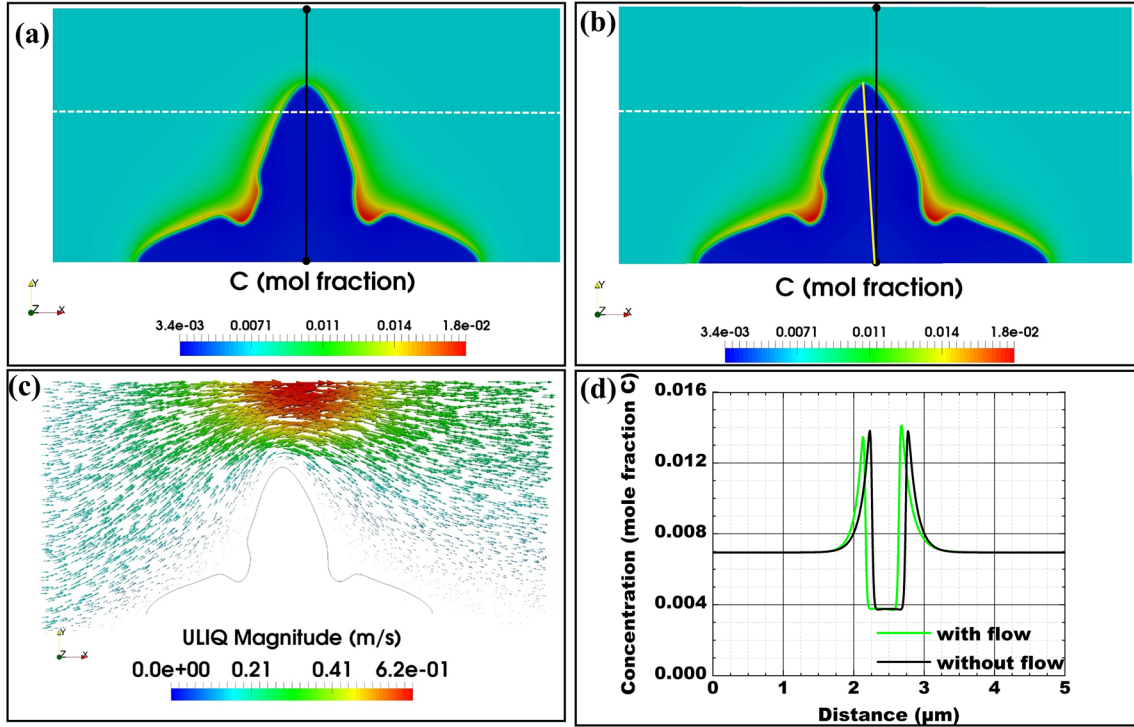 (a)
C (mol fraction)
3.4e-03 0.0071 0.011 0.014 1.8e-02
Y
Z X
(b)
C (mol fraction)
3.4e-03 0.0071 0.011 0.014 1.8e-02
Y
Z X
(c)
ULIQ Magnitude (m/s)
0.0e+00 0.21 0.41 6.2e-01
Y
Z X
(d)
Concentration (mole fraction C)
0.016
0.012
0.008
0.004
0.000
with flow
without flow
0 1 2 3 4 5
Distance (µm)